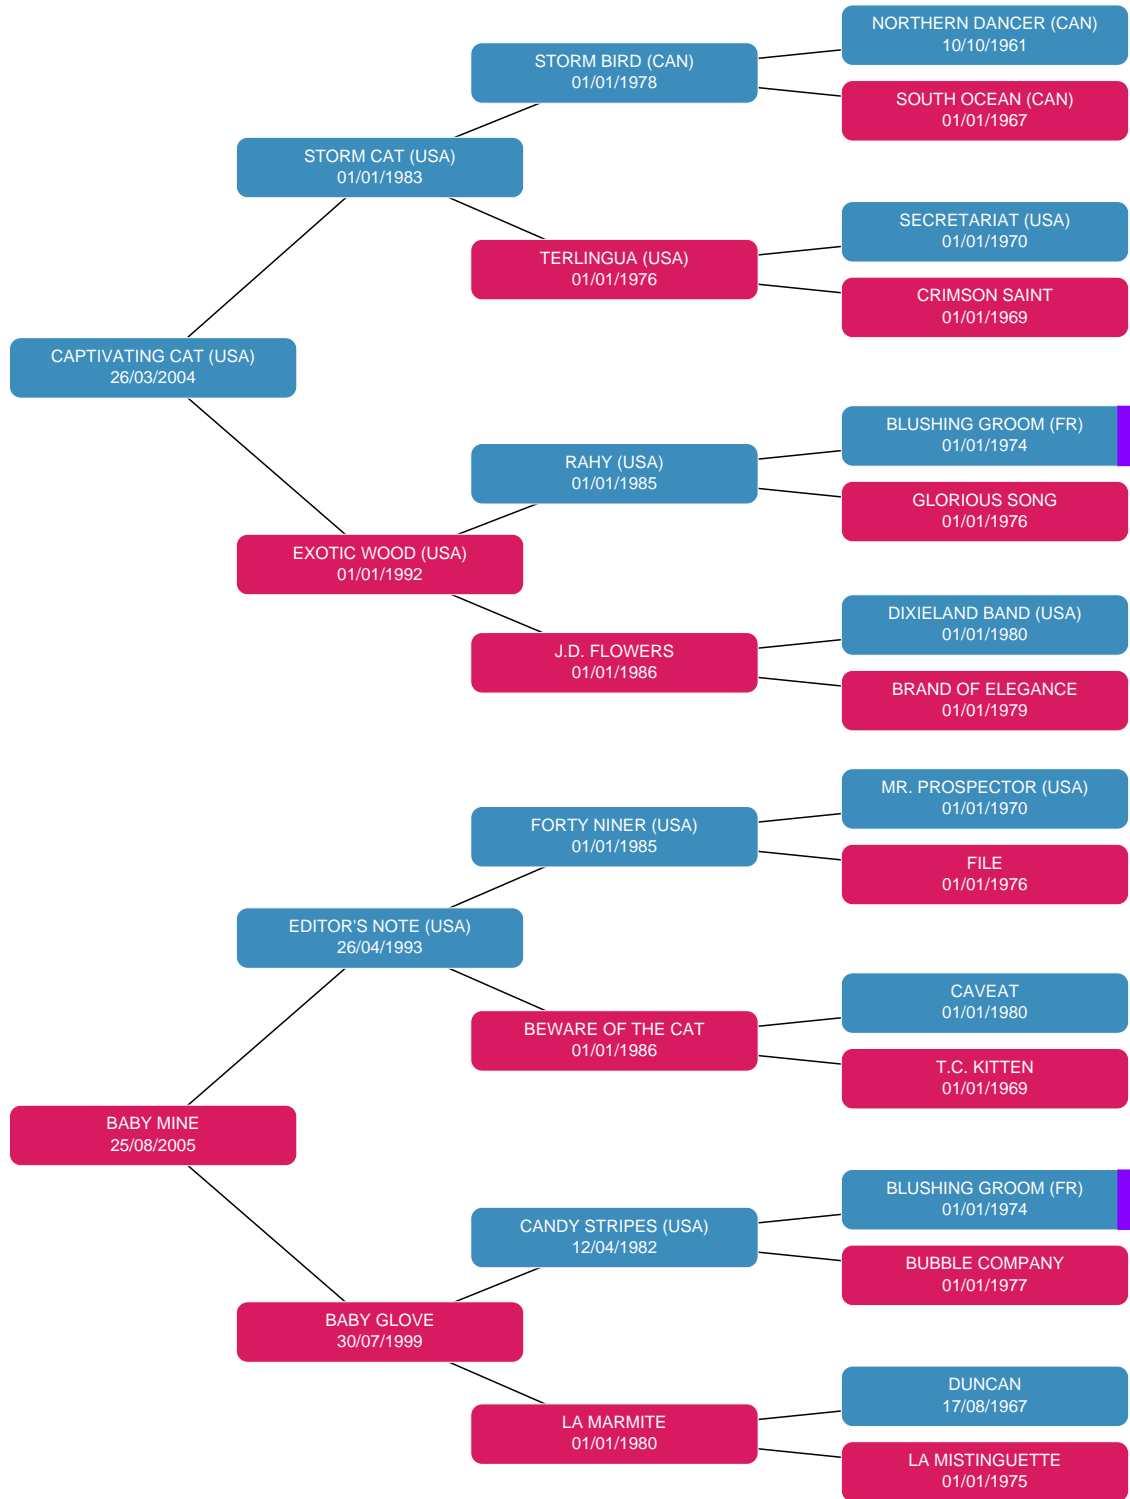 NORTHERN DANCER (CAN)
10/10/1961
STORM BIRD (CAN)
01/01/1978
SOUTH OCEAN (CAN)
01/01/1967
STORM CAT (USA)
01/01/1983
SECRETARIAT (USA)
01/01/1970
TERLINGUA (USA)
01/01/1976
CRIMSON SAINT
01/01/1969
CAPTIVATING CAT (USA)
26/03/2004
BLUSHING GROOM (FR)
01/01/1974
RAHY (USA)
01/01/1985
GLORIOUS SONG
01/01/1976
EXOTIC WOOD (USA)
01/01/1992
DIXIELAND BAND (USA)
01/01/1980
J.D. FLOWERS
01/01/1986
BRAND OF ELEGANCE
01/01/1979
MR. PROSPECTOR (USA)
01/01/1970
FORTY NINER (USA)
01/01/1985
FILE
01/01/1976
EDITOR'S NOTE (USA)
26/04/1993
CAVEAT
01/01/1980
BEWARE OF THE CAT
01/01/1986
T.C. KITTEN
01/01/1969
BABY MINE
25/08/2005
BLUSHING GROOM (FR)
01/01/1974
CANDY STRIPES (USA)
12/04/1982
BUBBLE COMPANY
01/01/1977
BABY GLOVE
30/07/1999
DUNCAN
17/08/1967
LA MARMITE
01/01/1980
LA MISTINGUETTE
01/01/1975